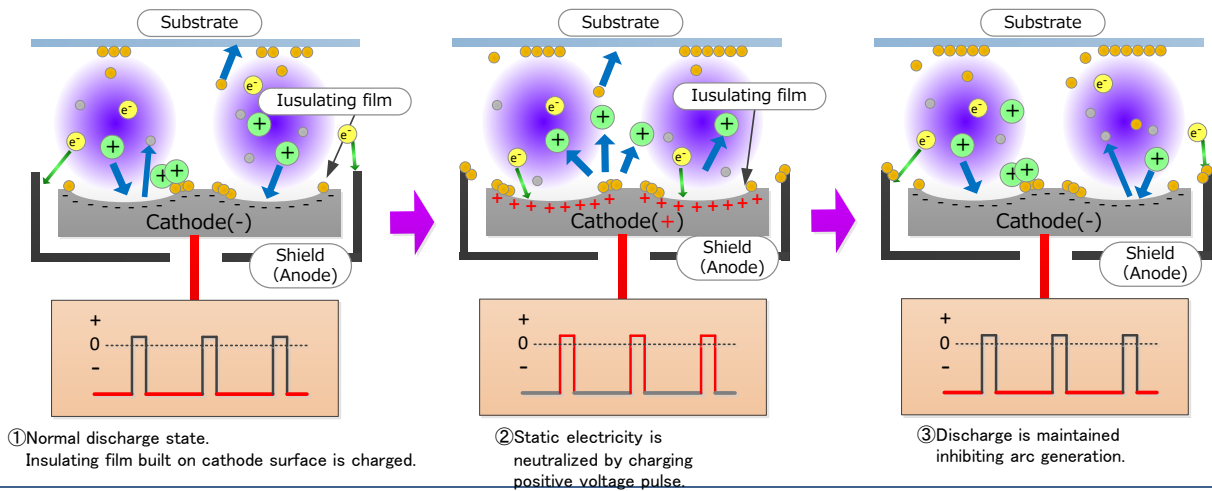 Substrate
Iusulating film
e-
e-
e-
e-
+
+
+
+
+
Cathode(-)
Shield
(Anode)
+
0
-
①Normal discharge state.
Insulating film built on cathode surface is charged.
Substrate
Iusulating film
e-
e-
e-
+
+
+
+
Cathode(+)
Shield
(Anode)
+
0
-
②Static electricity is
neutralized by charging
positive voltage pulse.
Substrate
e-
e-
e-
e-
+
+
+
+
+
Cathode(-)
Shield
(Anode)
+
0
-
③Discharge is maintained
inhibiting arc generation.